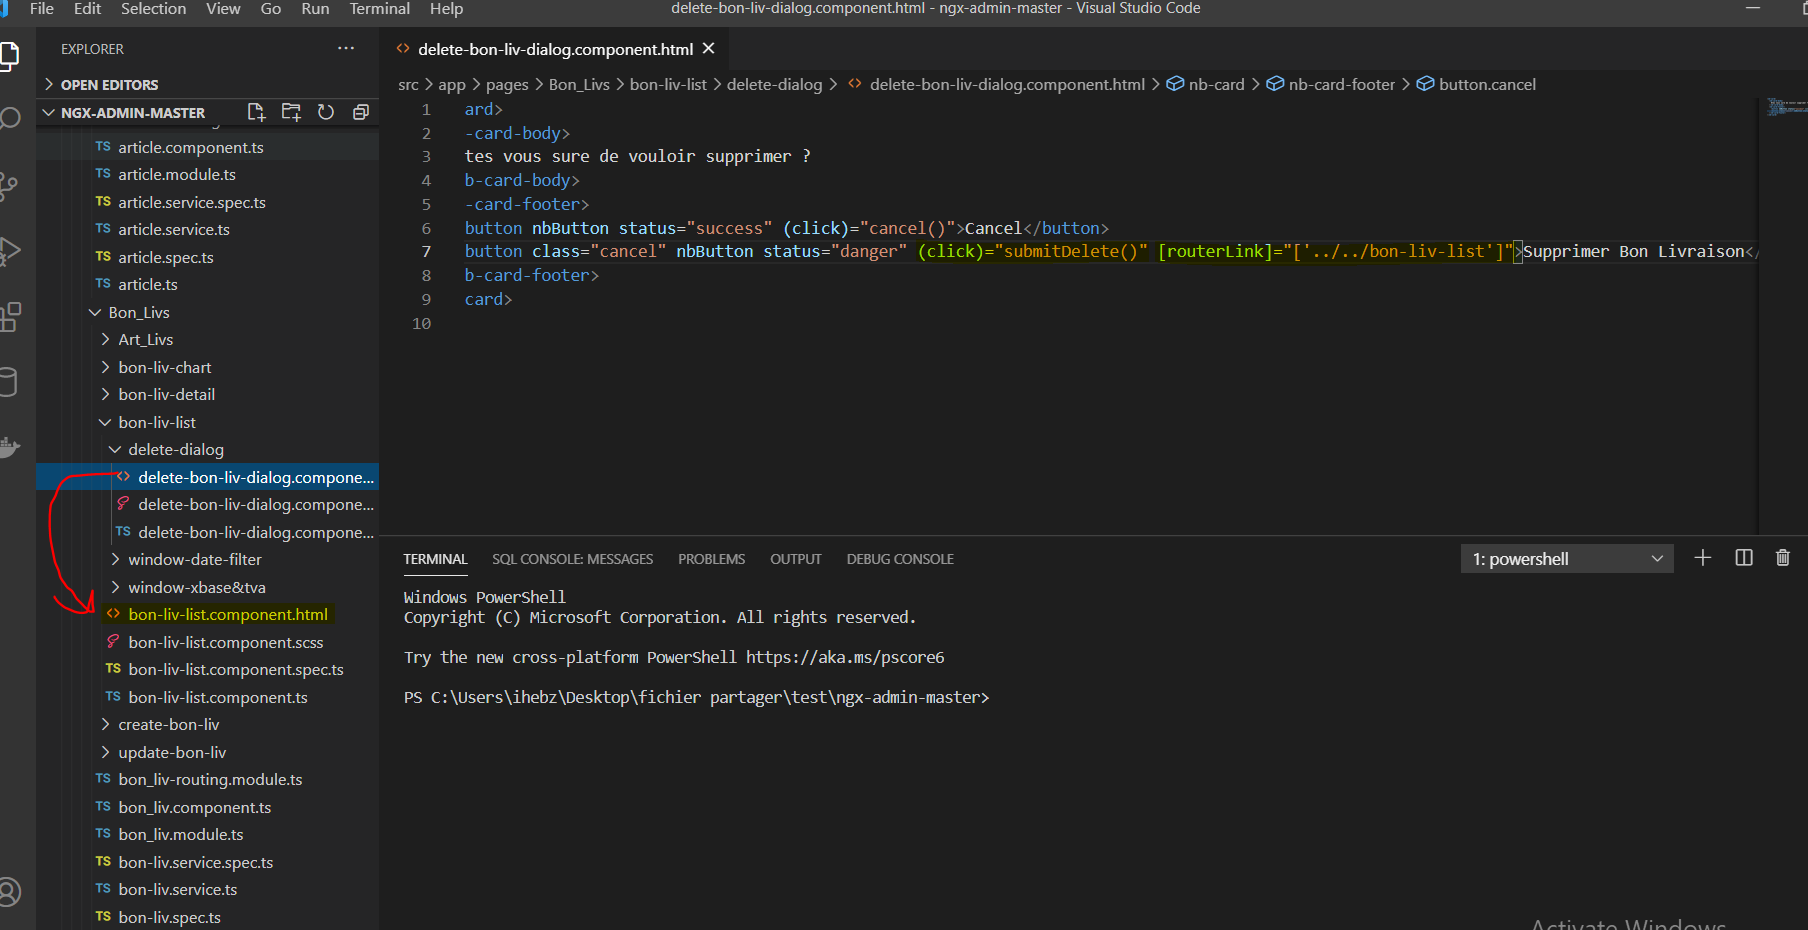 File Edit Selection View Go Run Terminal Help
delete-bon-liv-dialog.component.html - ngx-admin-master - Visual Studio Code
EXPLORER ···
OPEN EDITORS
NGX-ADMIN-MASTER
TS article.component.ts
TS article.module.ts
TS article.service.spec.ts
TS article.service.ts
TS article.spec.ts
TS article.ts
Bon_Livs
Art_Livs
bon-liv-chart
bon-liv-detail
bon-liv-list
delete-dialog
<> delete-bon-liv-dialog.compone...
delete-bon-liv-dialog.compone...
TS delete-bon-liv-dialog.compone...
window-date-filter
window-xbase&tva
<> bon-liv-list.component.html
bon-liv-list.component.scss
TS bon-liv-list.component.spec.ts
TS bon-liv-list.component.ts
create-bon-liv
update-bon-liv
TS bon_liv-routing.module.ts
TS bon_liv.component.ts
TS bon_liv.module.ts
TS bon-liv.service.spec.ts
TS bon-liv.service.ts
TS bon-liv.spec.ts
<> delete-bon-liv-dialog.component.html ×
src > app > pages > Bon_Livs > bon-liv-list > delete-dialog > <> delete-bon-liv-dialog.component.html > nb-card > nb-card-footer > button.cancel
1 ard>
2 -card-body>
3 tes vous sure de vouloir supprimer ?
4 b-card-body>
5 -card-footer>
6 button nbButton status="success" (click)="cancel()">Cancel</button>
7 button class="cancel" nbButton status="danger" (click)="submitDelete()" [routerLink]="['../../bon-liv-list']">Supprimer Bon Livraison</
8 b-card-footer>
9 card>
10
TERMINAL SQL CONSOLE: MESSAGES PROBLEMS OUTPUT DEBUG CONSOLE
1: powershell
Windows PowerShell
Copyright (C) Microsoft Corporation. All rights reserved.
Try the new cross-platform PowerShell https://aka.ms/pscore6
PS C:\Users\ihebz\Desktop\fichier partager\test\ngx-admin-master>
Activate Windows